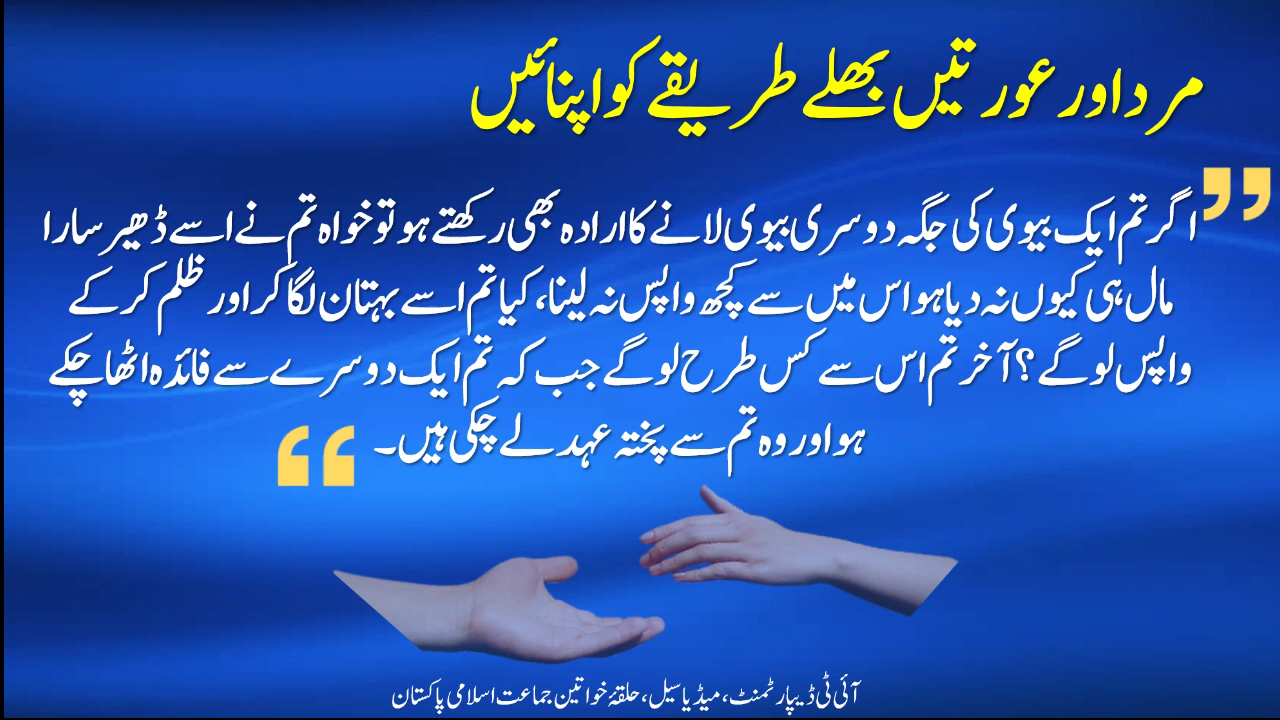 مرد اور عورتیں بھلے طریقے کو اپنائیں
اگر تم ایک بیوی کی جگہ دوسری بیوی لانے کا ارادہ بھی رکھتے ہو تو خواہ تم نے اسے ڈھیر سارا
مال ہی کیوں نہ دیا ہو اس میں سے کچھ واپس نہ لینا، کیا تم اسے بہتان لگا کر اور ظلم کر کے
واپس لو گے؟ آخر تم اس سے کس طرح لو گے جب کہ تم ایک دوسرے سے فائدہ اٹھا چکے
ہو اور وہ تم سے پختہ عہد لے چکی ہیں۔
آئی ٹی ڈیپارٹمنٹ، میڈیا سیل، حلقۂ خواتین جماعت اسلامی پاکستان